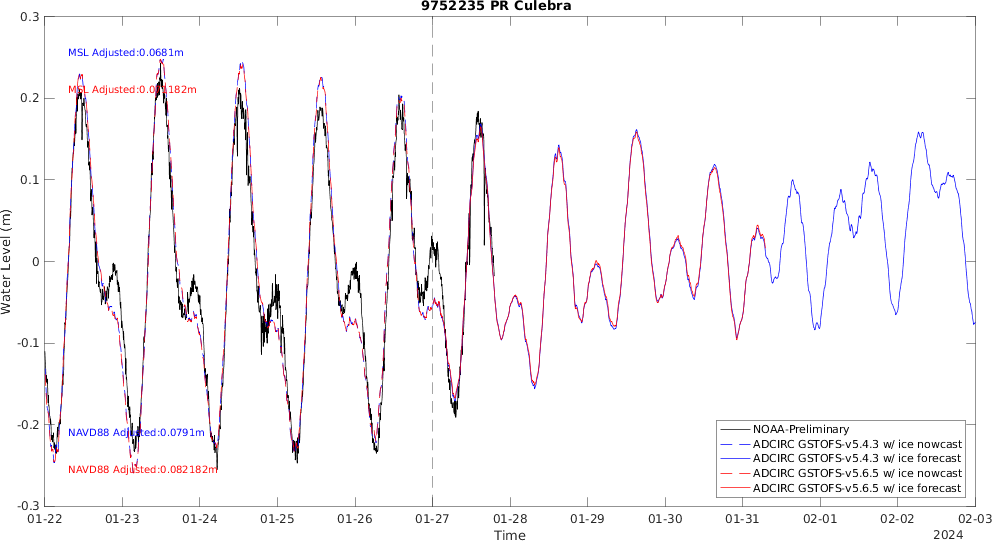 9752235 PR Culebra
0.3
MSL Adjusted:0.0681m
0.2
0.1
0
-0.1
-0.2
NAVD88 Adjusted:0.0791m
NAVD88 Adjusted:0.082182m
-0.3
Water Level (m)
NOAA-Preliminary
ADCIRC GSTOFS-v5.4.3 w/ ice nowcast
ADCIRC GSTOFS-v5.4.3 w/ ice forecast
ADCIRC GSTOFS-v5.6.5 w/ ice nowcast
ADCIRC GSTOFS-v5.6.5 w/ ice forecast
01-22 01-23 01-24 01-25 01-26 01-27 01-28 01-29 01-30 01-31 02-01 02-02 02-03
Time
2024